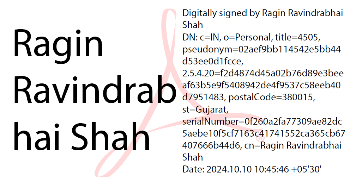 Ragin
Ravindrab
hai Shah
Digitally signed by Ragin Ravindrabhai
Shah
DN: c=IN, o=Personal, title=4505,
pseudonym=02aef9bb114542e5bb44
d53ee0d1fcce,
2.5.4.20=f2d4874d45a02b76d89e3bee
af63b5e9f5408942de4f9537c58eeb40
d7951483, postalCode=380015,
st=Gujarat,
serialNumber=0f260a2fa77309ae82dc
5aebe10f5cf7163c41741552ca365cb67
407666b44d6, cn=Ragin Ravindrabhai
Shah
Date: 2024.10.10 10:45:46 +05'30'